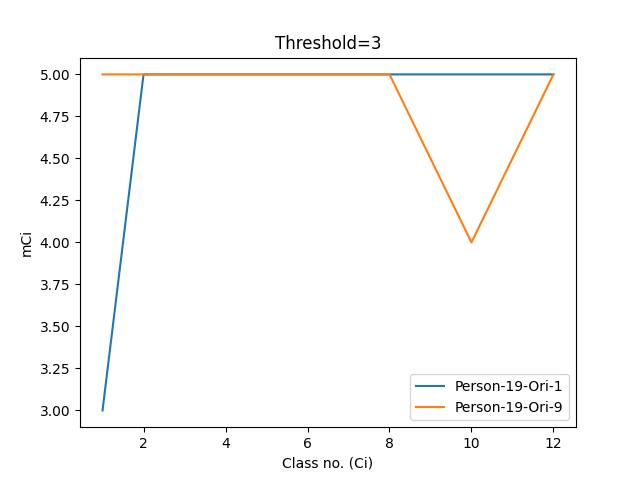 Threshold=3
5.00
4.75
4.50
4.25
4.00
3.75
3.50
3.25
3.00
mCi
2 4 6 8 10 12
Class no. (Ci)
Person-19-Ori-1
Person-19-Ori-9